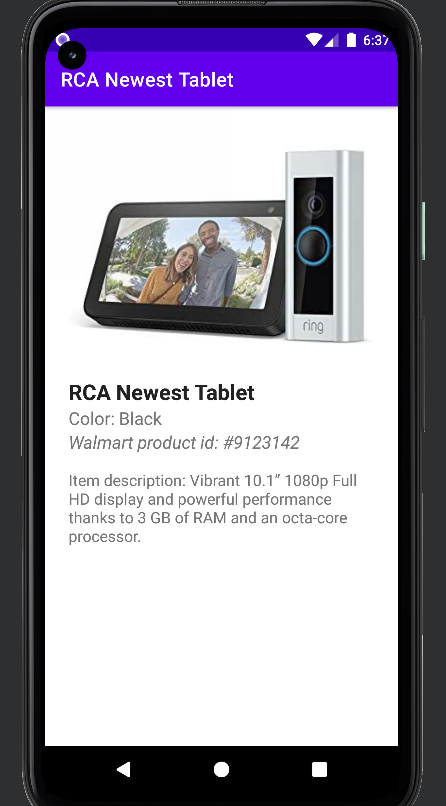 6:37
RCA Newest Tablet
ring
RCA Newest Tablet
Color: Black
Walmart product id: #9123142
Item description: Vibrant 10.1” 1080p Full
HD display and powerful performance
thanks to 3 GB of RAM and an octa-core
processor.